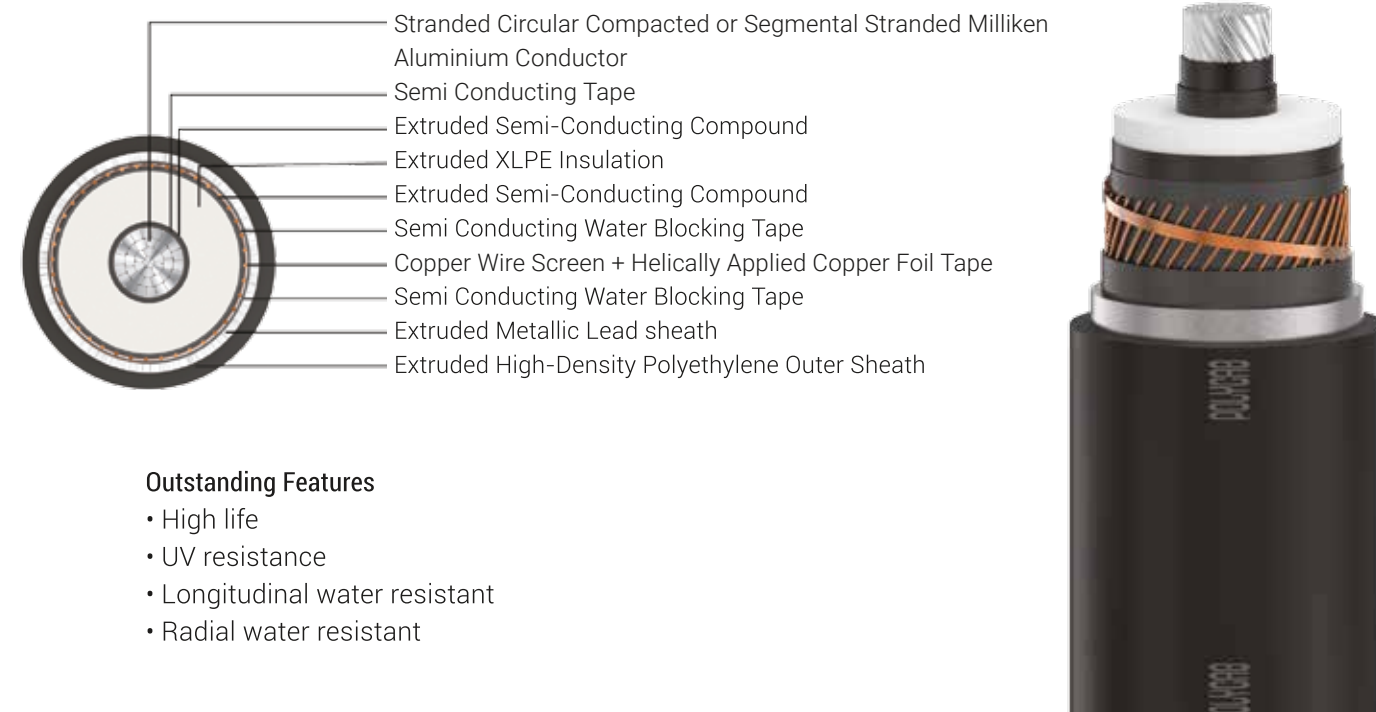 Stranded Circular Compacted or Segmental Stranded Milliken
Aluminium Conductor
Semi Conducting Tape
Extruded Semi-Conducting Compound
Extruded XLPE Insulation
Extruded Semi-Conducting Compound
Semi Conducting Water Blocking Tape
Copper Wire Screen + Helically Applied Copper Foil Tape
Semi Conducting Water Blocking Tape
Extruded Metallic Lead sheath
Extruded High-Density Polyethylene Outer Sheath
POLYCAB
Outstanding Features
• High life
• UV resistance
• Longitudinal water resistant
• Radial water resistant
POLYCAB